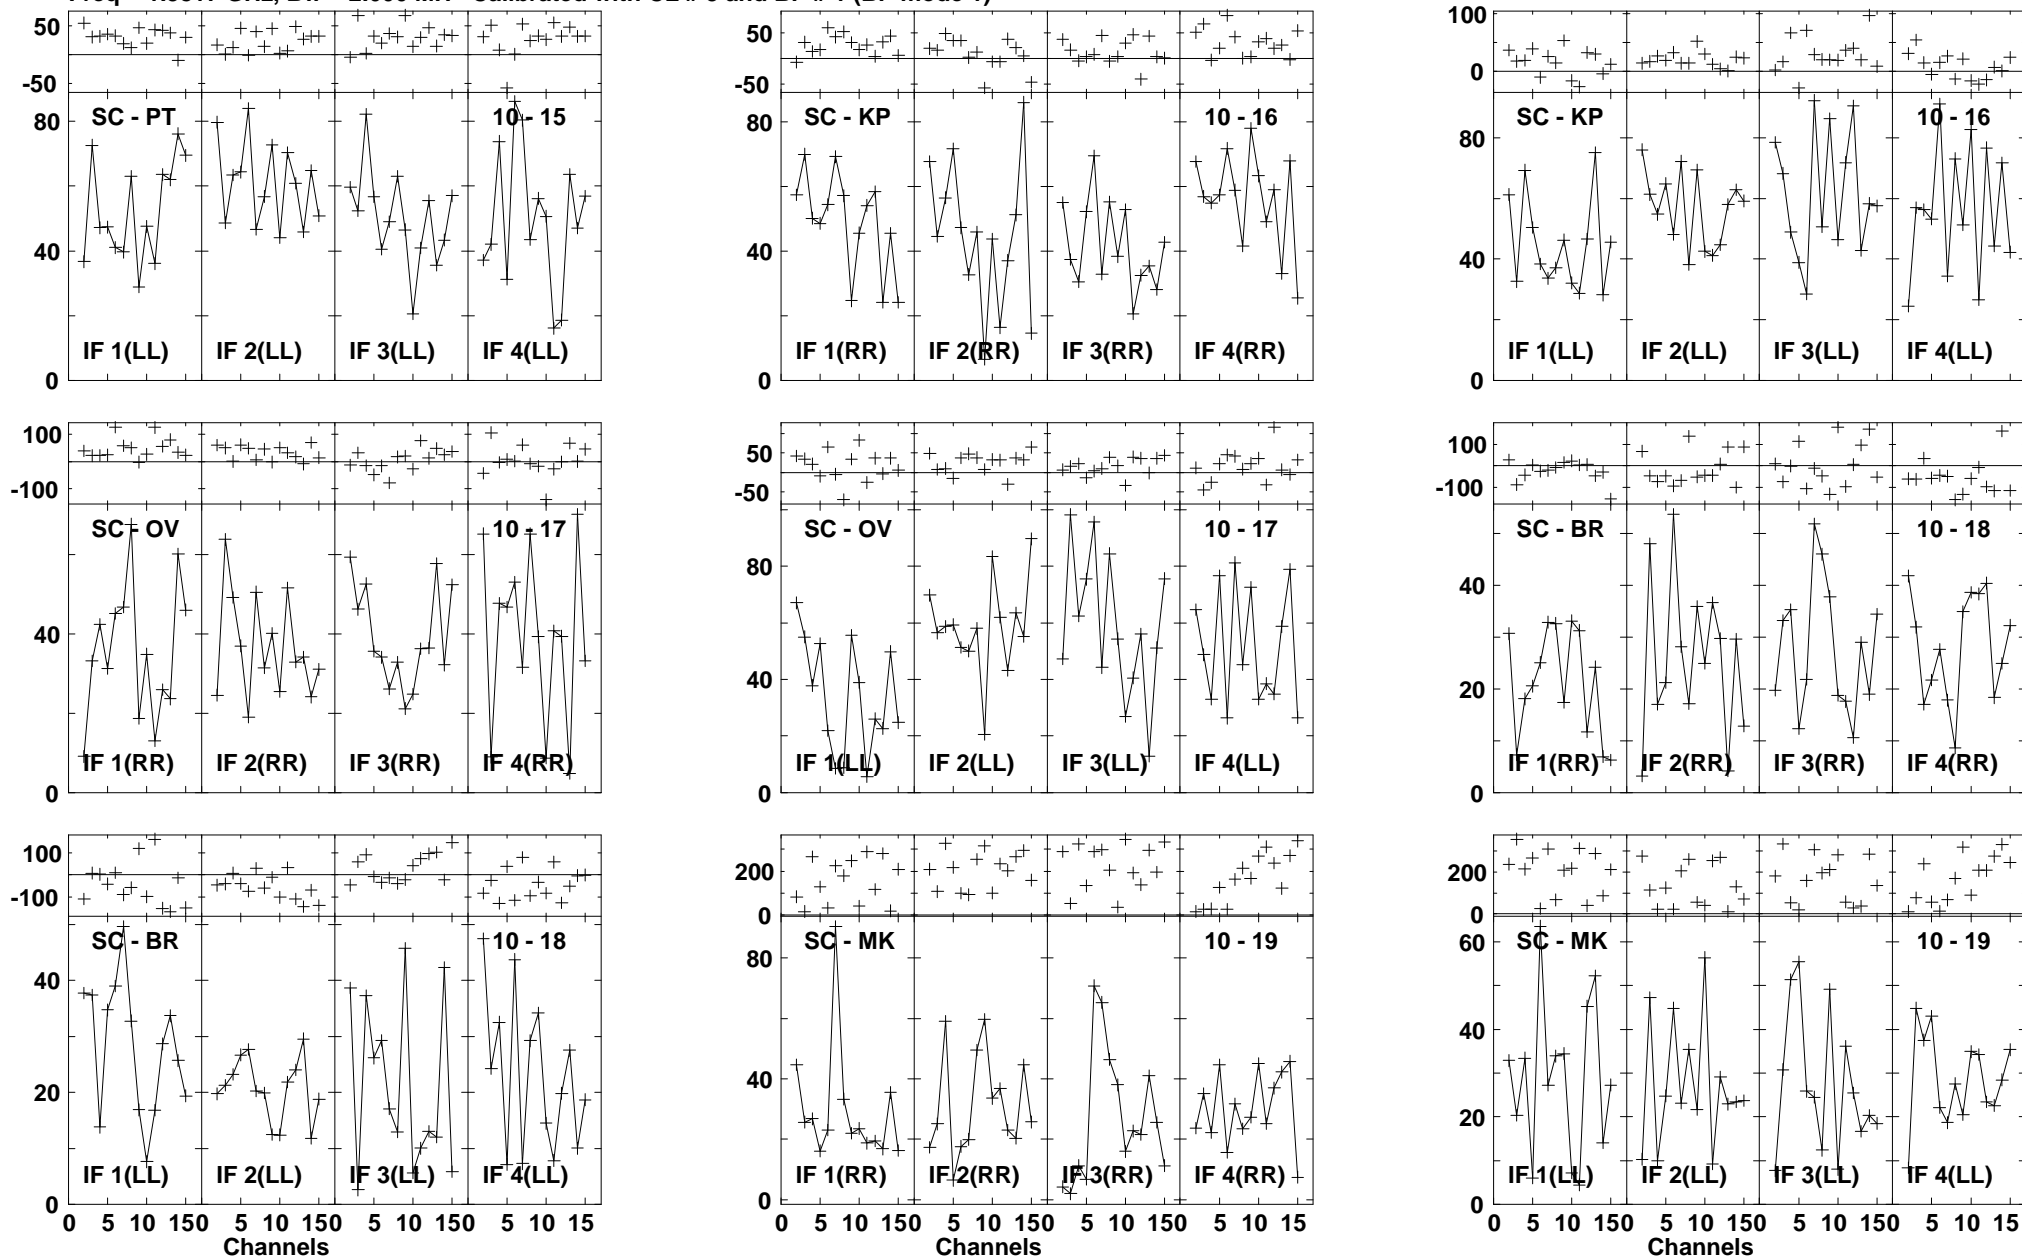 50
-50
SC - PT
10 - 15
80
40
0
IF 1(LL)
IF 2(LL)
IF 3(LL)
IF 4(LL)
50
-50
SC - KP
10 - 16
80
40
0
IF 1(RR)
IF 2(RR)
IF 3(RR)
IF 4(RR)
100
0
SC - KP
10 - 16
80
40
0
IF 1(LL)
IF 2(LL)
IF 3(LL)
IF 4(LL)
100
-100
SC - OV
10 - 17
40
0
IF 1(RR)
IF 2(RR)
IF 3(RR)
IF 4(RR)
50
-50
SC - OV
10 - 17
80
40
0
IF 1(LL)
IF 2(LL)
IF 3(LL)
IF 4(LL)
100
-100
SC - BR
10 - 18
40
20
0
IF 1(RR)
IF 2(RR)
IF 3(RR)
IF 4(RR)
100
-100
SC - BR
10 - 18
40
20
0
IF 1(LL)
IF 2(LL)
IF 3(LL)
IF 4(LL)
0 5 10 15 0 5 10 15 0 5 10 15 0 5 10 15
Channels
200
0
SC - MK
10 - 19
80
40
0
IF 1(RR)
IF 2(RR)
IF 3(RR)
IF 4(RR)
0 5 10 15 0 5 10 15 0 5 10 15 0 5 10 15
Channels
200
0
SC - MK
10 - 19
60
40
20
0
IF 1(LL)
IF 2(LL)
IF 3(LL)
IF 4(LL)
0 5 10 15 0 5 10 15 0 5 10 15 0 5 10 15
Channels